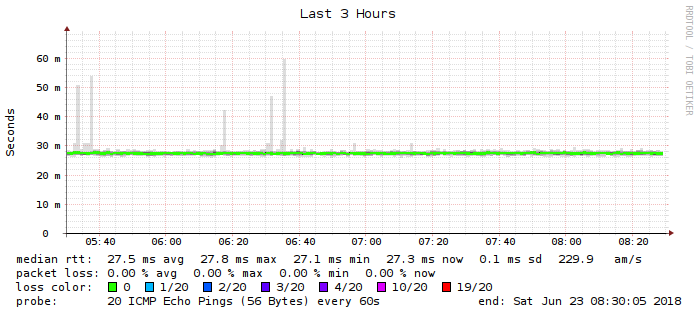 Last 3 Hours
RRDTOOL / TOBI OETIKER
Seconds
60 m
50 m
40 m
30 m
20 m
10 m
0
05:40 06:00 06:20 06:40 07:00 07:20 07:40 08:00 08:20
median rtt: 27.5 ms avg 27.8 ms max 27.1 ms min 27.3 ms now 0.1 ms sd 229.9 am/s
packet loss: 0.00 % avg 0.00 % max 0.00 % min 0.00 % now
loss color: 0 1/20 2/20 3/20 4/20 10/20 19/20
probe: 20 ICMP Echo Pings (56 Bytes) every 60s end: Sat Jun 23 08:30:05 2018